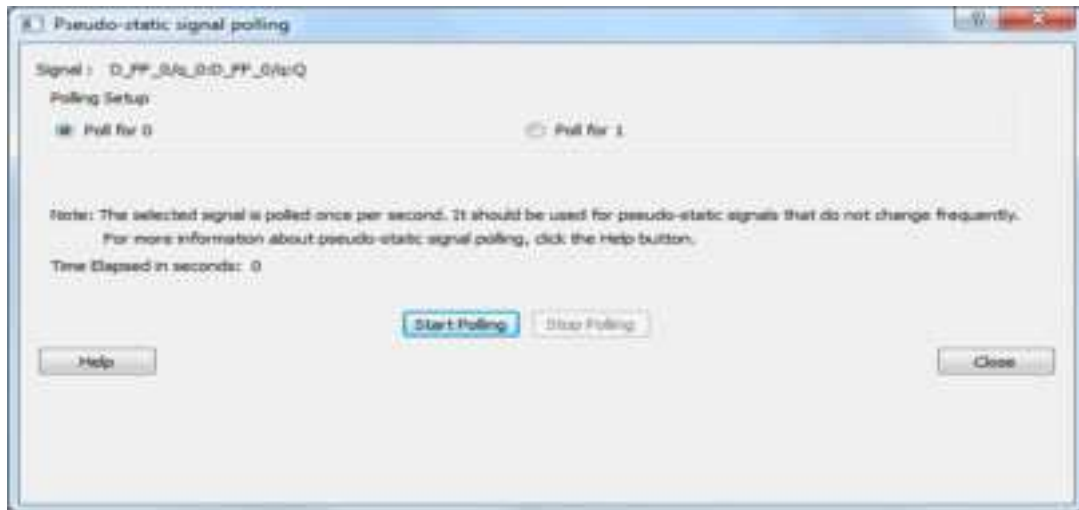 Pseudo-static signal polling
Signal : D_FF_0/q_0:D_FF_0/q:Q
Polling Setup
Poll for 0 Poll for 1
Note: The selected signal is polled once per second. It should be used for pseudo-static signals that do not change frequently.
For more information about pseudo-static signal polling, click the Help button.
Time Elapsed in seconds: 0
Start Polling Stop Polling
Help Close